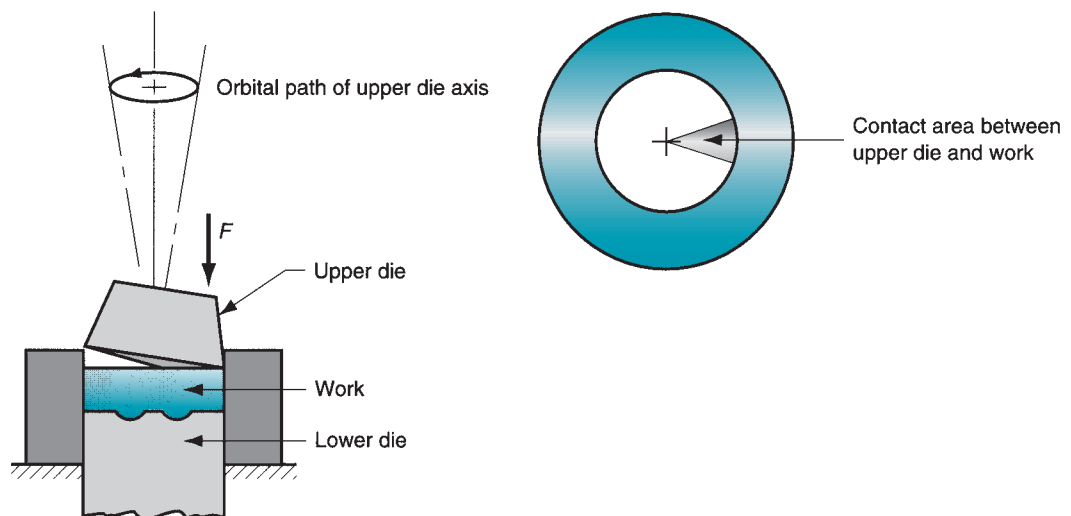 Orbital path of upper die axis
F
Upper die
Work
Lower die
Contact area between
upper die and work